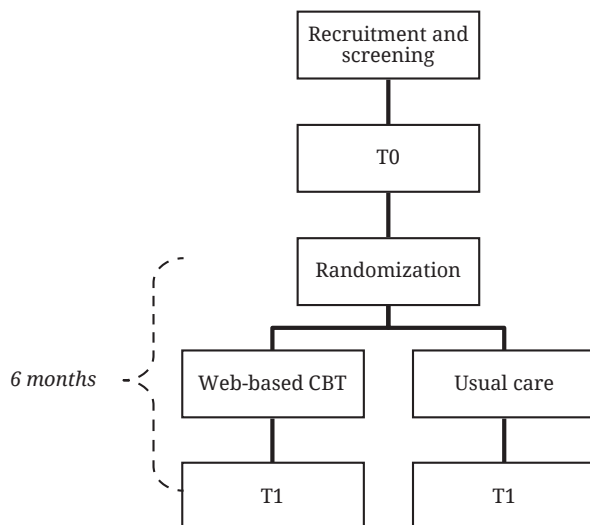 Recruitment and
screening
T0
Randomization
6 months
Web-based CBT
Usual care
T1
T1